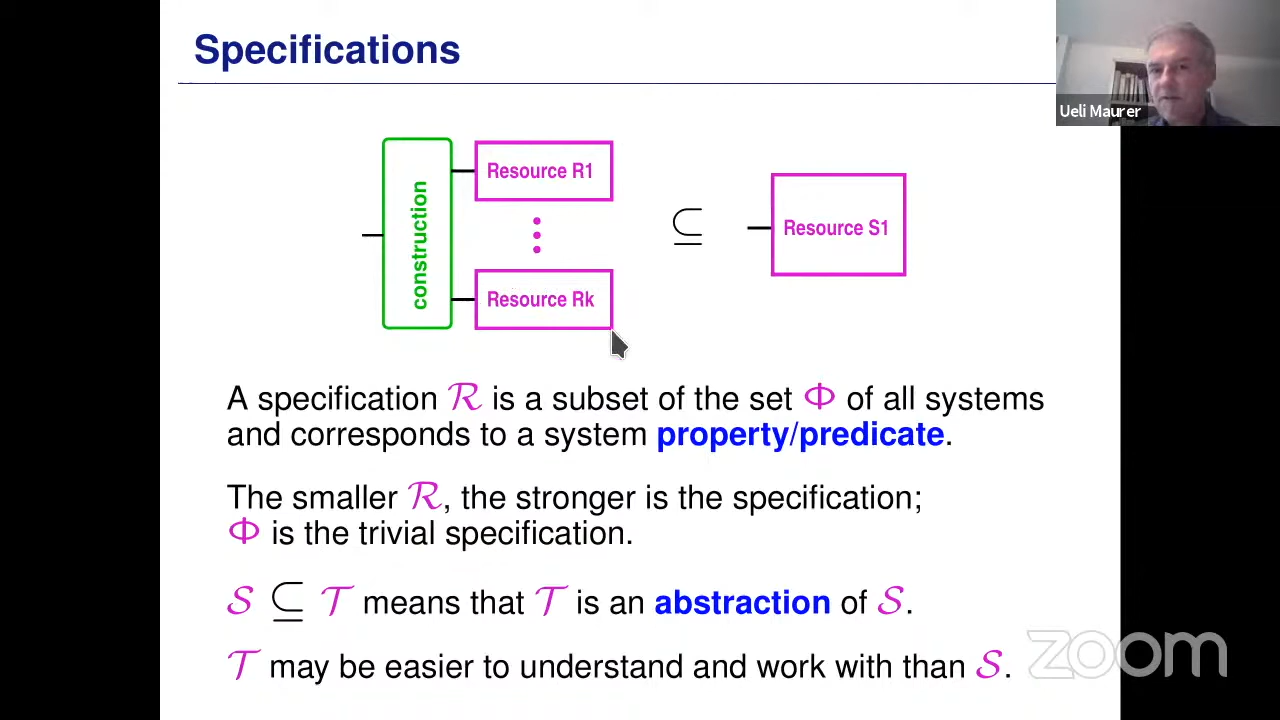 Specifications
Ueli Maurer
construction
Resource R1
⊆
Resource S1
Resource Rk
A specification ℛ is a subset of the set Φ of all systems
and corresponds to a system property/predicate.
The smaller ℛ, the stronger is the specification;
Φ is the trivial specification.
𝒮 ⊆ 𝒯 means that 𝒯 is an abstraction of 𝒮.
𝒯 may be easier to understand and work with than 𝒮.
zoom